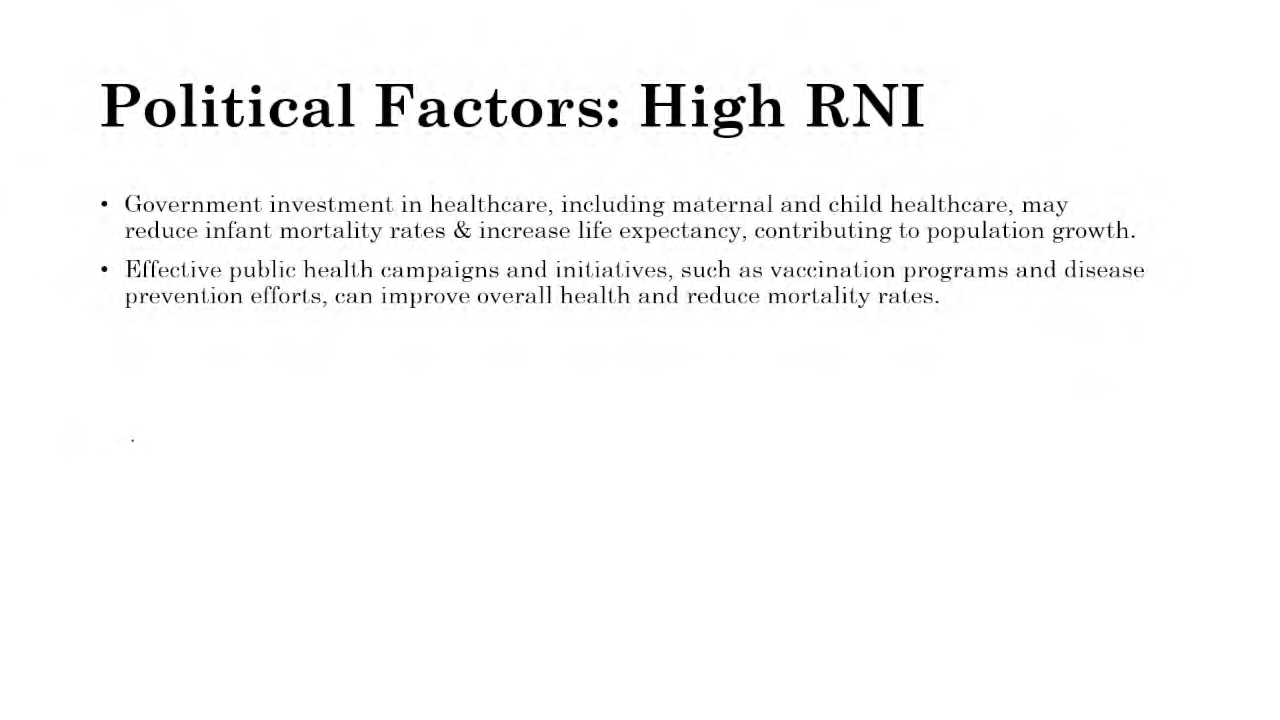 Political Factors: High RNI
• Government investment in healthcare, including maternal and child healthcare, may
reduce infant mortality rates & increase life expectancy, contributing to population growth.
• Effective public health campaigns and initiatives, such as vaccination programs and disease
prevention efforts, can improve overall health and reduce mortality rates.
.